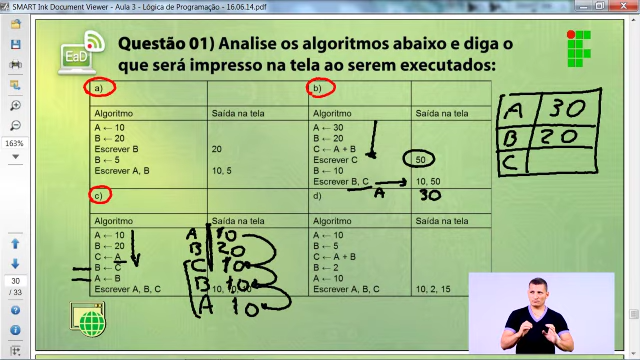 SMART Ink Document Viewer - Aula 3 - Lógica de Programação - 16.06.14.pdf
EaD
Questão 01) Analise os algoritmos abaixo e diga o
que será impresso na tela ao serem executados:
163%
30
/ 33
a)
Algoritmo Saída na tela
A ← 10
B ← 20
Escrever B 20
B ← 5
Escrever A, B 10, 5
b)
Algoritmo Saída na tela
A ← 30
B ← 20
C ← A + B
Escrever C 50
B ← 10
Escrever B, C 10, 50
A 30
A 30
B 20
C
c)
Algoritmo Saída na tela
A ← 10
B ← 20
C ← A
B ← C
A ← B
Escrever A, B, C
A 10
B 20
C 10
B 10
A 10
d)
Algoritmo Saída na tela
A ← 10
B ← 5
C ← A + B
B ← 2
A ← 10
Escrever A, B, C 10, 2, 15